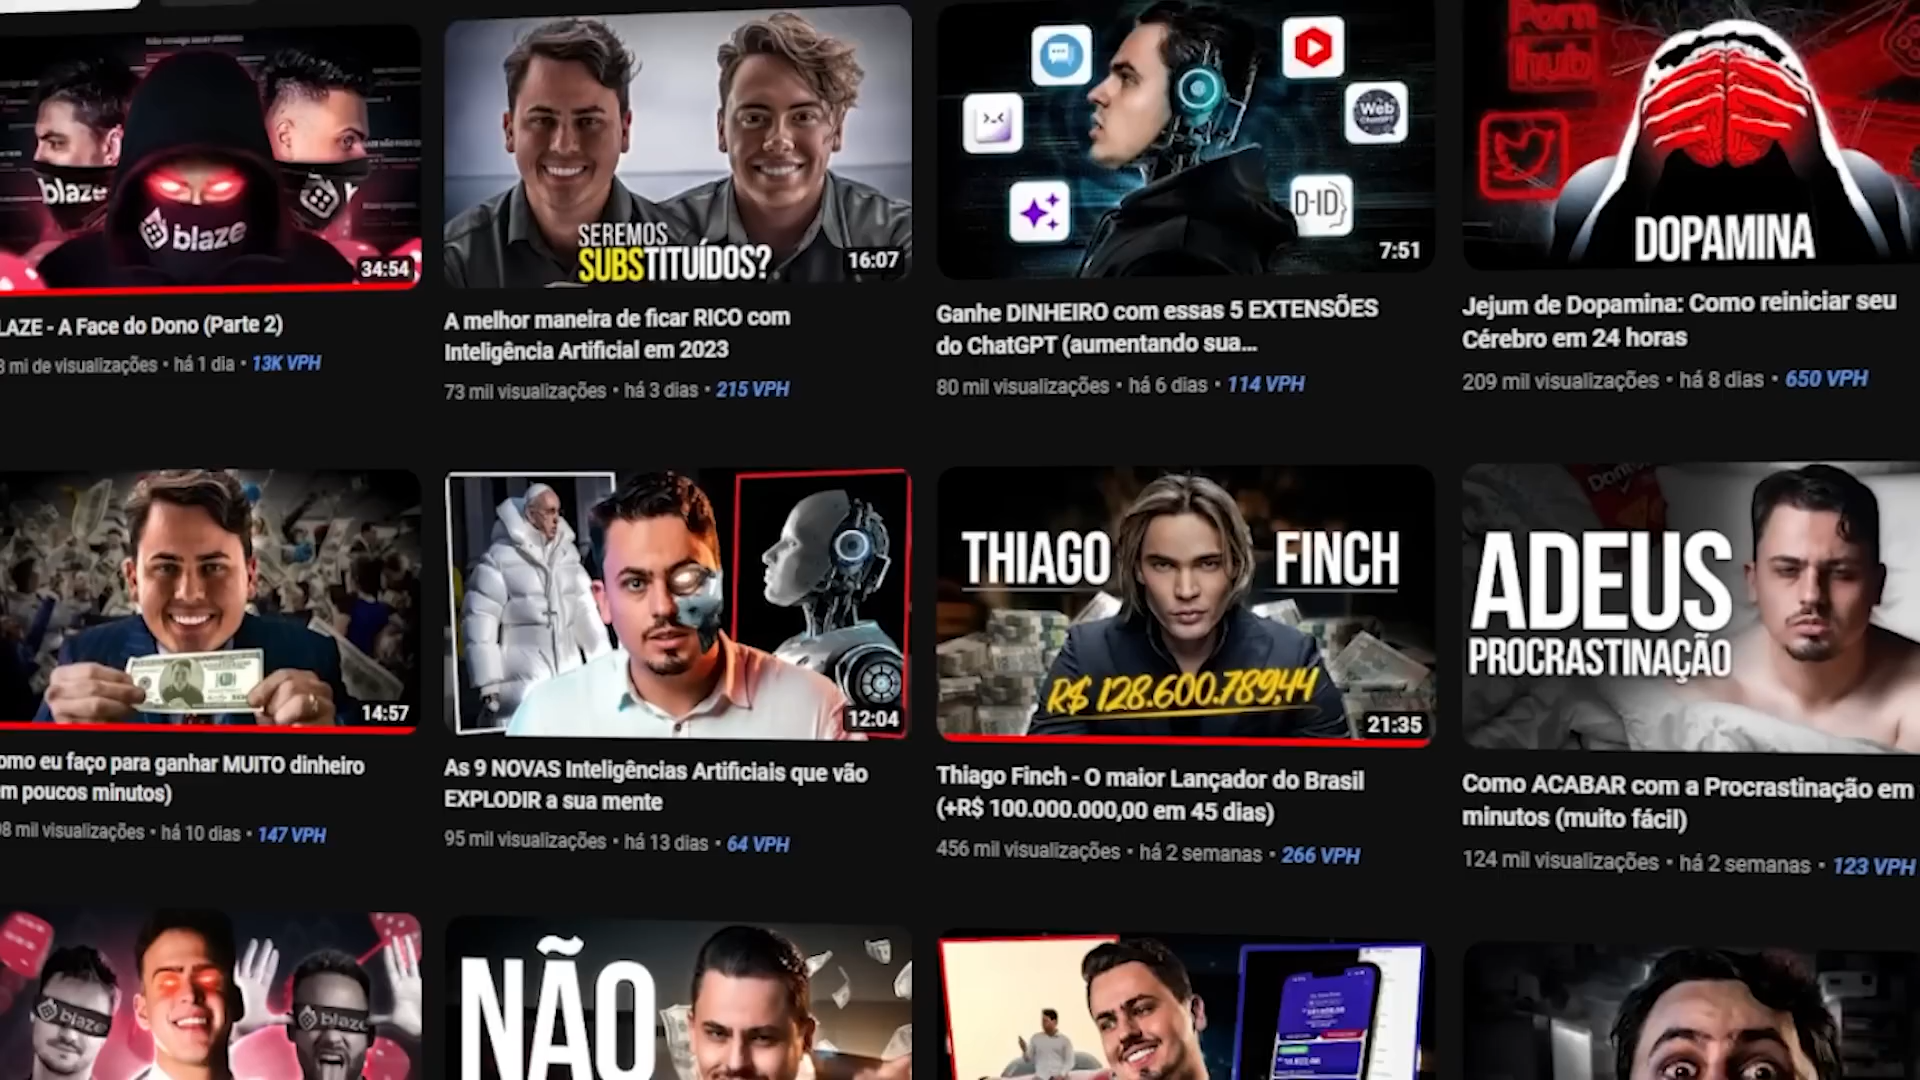 blaze
blaze
34:54
LAZE - A Face do Dono (Parte 2)
mi de visualizações • há 1 dia • 13K VPH
SEREMOS
SUBSTITUÍDOS?
16:07
A melhor maneira de ficar RICO com
Inteligência Artificial em 2023
73 mil visualizações • há 3 dias • 215 VPH
Web
ChatGPT
D-ID
7:51
Ganhe DINHEIRO com essas 5 EXTENSÕES
do ChatGPT (aumentando sua...
80 mil visualizações • há 6 dias • 114 VPH
Porn
hub
DOPAMINA
Jejum de Dopamina: Como reiniciar seu
Cérebro em 24 horas
209 mil visualizações • há 8 dias • 650 VPH
14:57
omo eu faço para ganhar MUITO dinheiro
m poucos minutos)
8 mil visualizações • há 10 dias • 147 VPH
12:04
As 9 NOVAS Inteligências Artificiais que vão
EXPLODIR a sua mente
95 mil visualizações • há 13 dias • 64 VPH
THIAGO FINCH
R$ 128.600.789,44
21:35
Thiago Finch - O maior Lançador do Brasil
(+R$ 100.000.000,00 em 45 dias)
456 mil visualizações • há 2 semanas • 266 VPH
ADEUS
PROCRASTINAÇÃO
Como ACABAR com a Procrastinação em
minutos (muito fácil)
124 mil visualizações • há 2 semanas • 123 VPH
blaze
blaze
NÃO